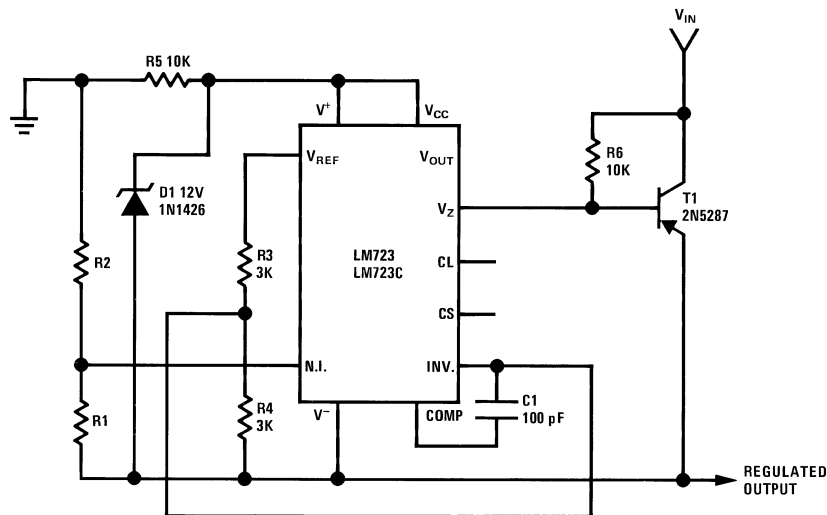 V_IN
R5 10K
V+
V_CC
V_REF
V_OUT
R6
10K
D1 12V
1N1426
V_Z
T1
2N5287
R3
3K
LM723
LM723C
R2
CL
CS
N.I.
INV.
R1
R4
3K
V−
COMP
C1
100 pF
REGULATED
OUTPUT